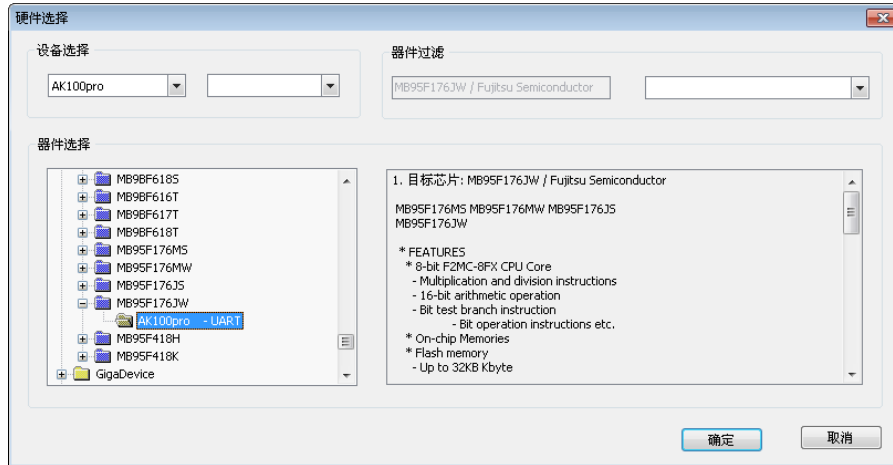 硬件选择
设备选择
器件过滤
AK100pro
MB95F176JW / Fujitsu Semiconductor
器件选择
MB9BF618S
MB9BF616T
MB9BF617T
MB9BF618T
MB95F176MS
MB95F176MW
MB95F176JS
MB95F176JW
AK100pro - UART
MB95F418H
MB95F418K
GigaDevice
1. 目标芯片: MB95F176JW / Fujitsu Semiconductor
MB95F176MS MB95F176MW MB95F176JS
MB95F176JW
* FEATURES
* 8-bit F2MC-8FX CPU Core
- Multiplication and division instructions
- 16-bit arithmetic operation
- Bit test branch instruction
- Bit operation instructions etc.
* On-chip Memories
* Flash memory
- Up to 32KB Kbyte
确定
取消